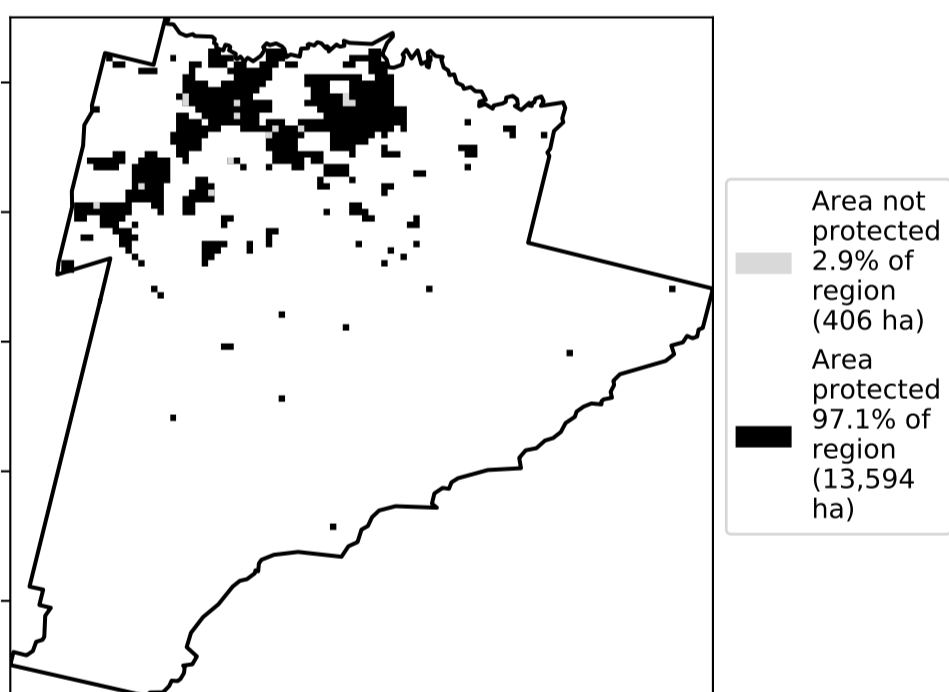 Area not
protected
2.9% of
region
(406 ha)
Area
protected
97.1% of
region
(13,594
ha)